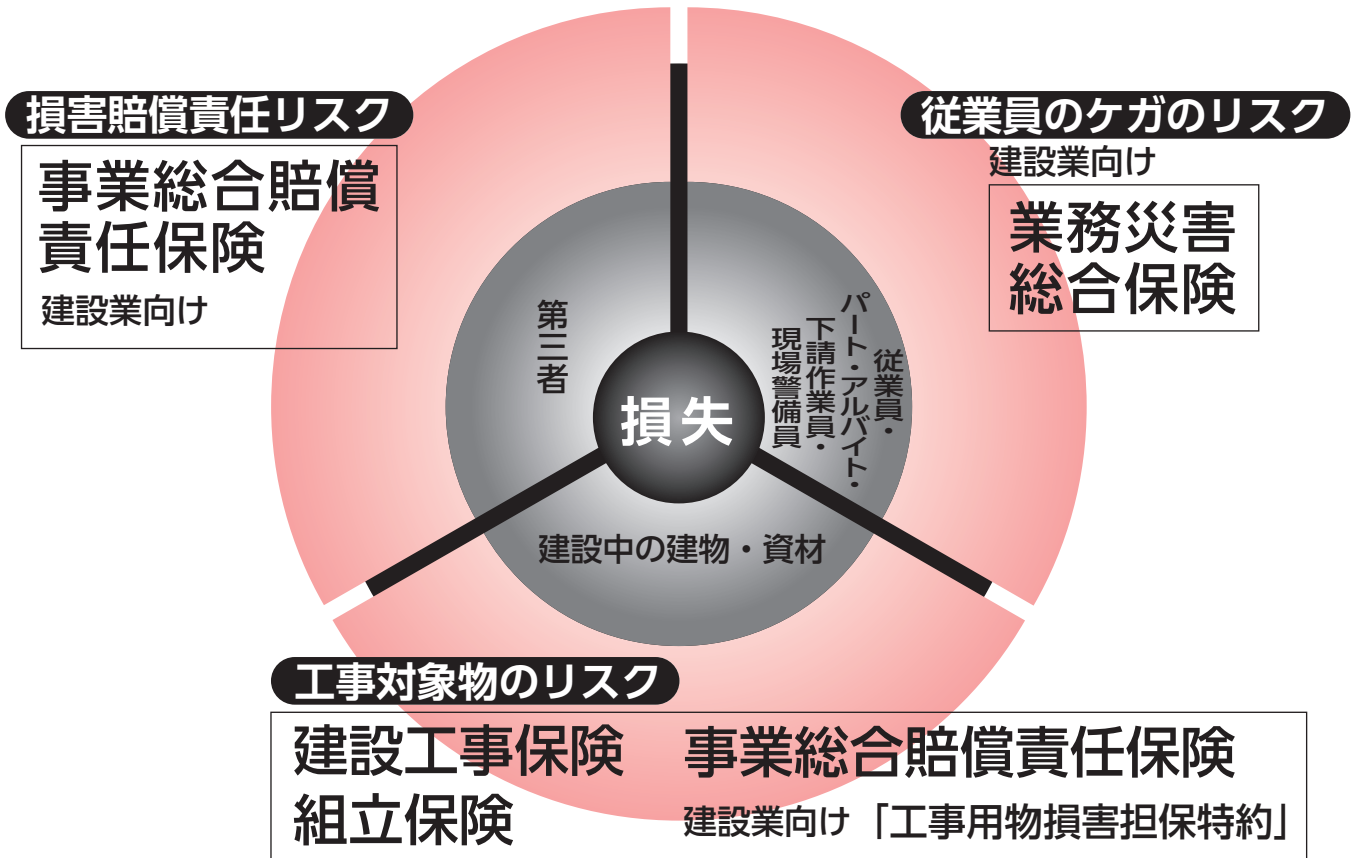 損害賠償責任リスク
事業総合賠償
責任保険
建設業向け
従業員のケガのリスク
建設業向け
業務災害
総合保険
第三者
従業員・
パート・アルバイト・
下請作業員・
現場警備員
損失
建設中の建物・資材
工事対象物のリスク
建設工事保険
組立保険
事業総合賠償責任保険
建設業向け「工事用物損害担保特約」